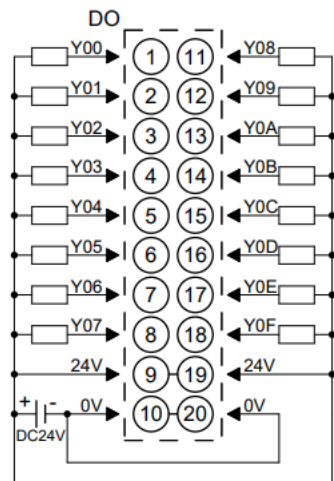 DO
Y00 1 11 Y08
Y01 2 12 Y09
Y02 3 13 Y0A
Y03 4 14 Y0B
Y04 5 15 Y0C
Y05 6 16 Y0D
Y06 7 17 Y0E
Y07 8 18 Y0F
24V 9 19 24V
+ - 0V 10 20 0V
DC24V